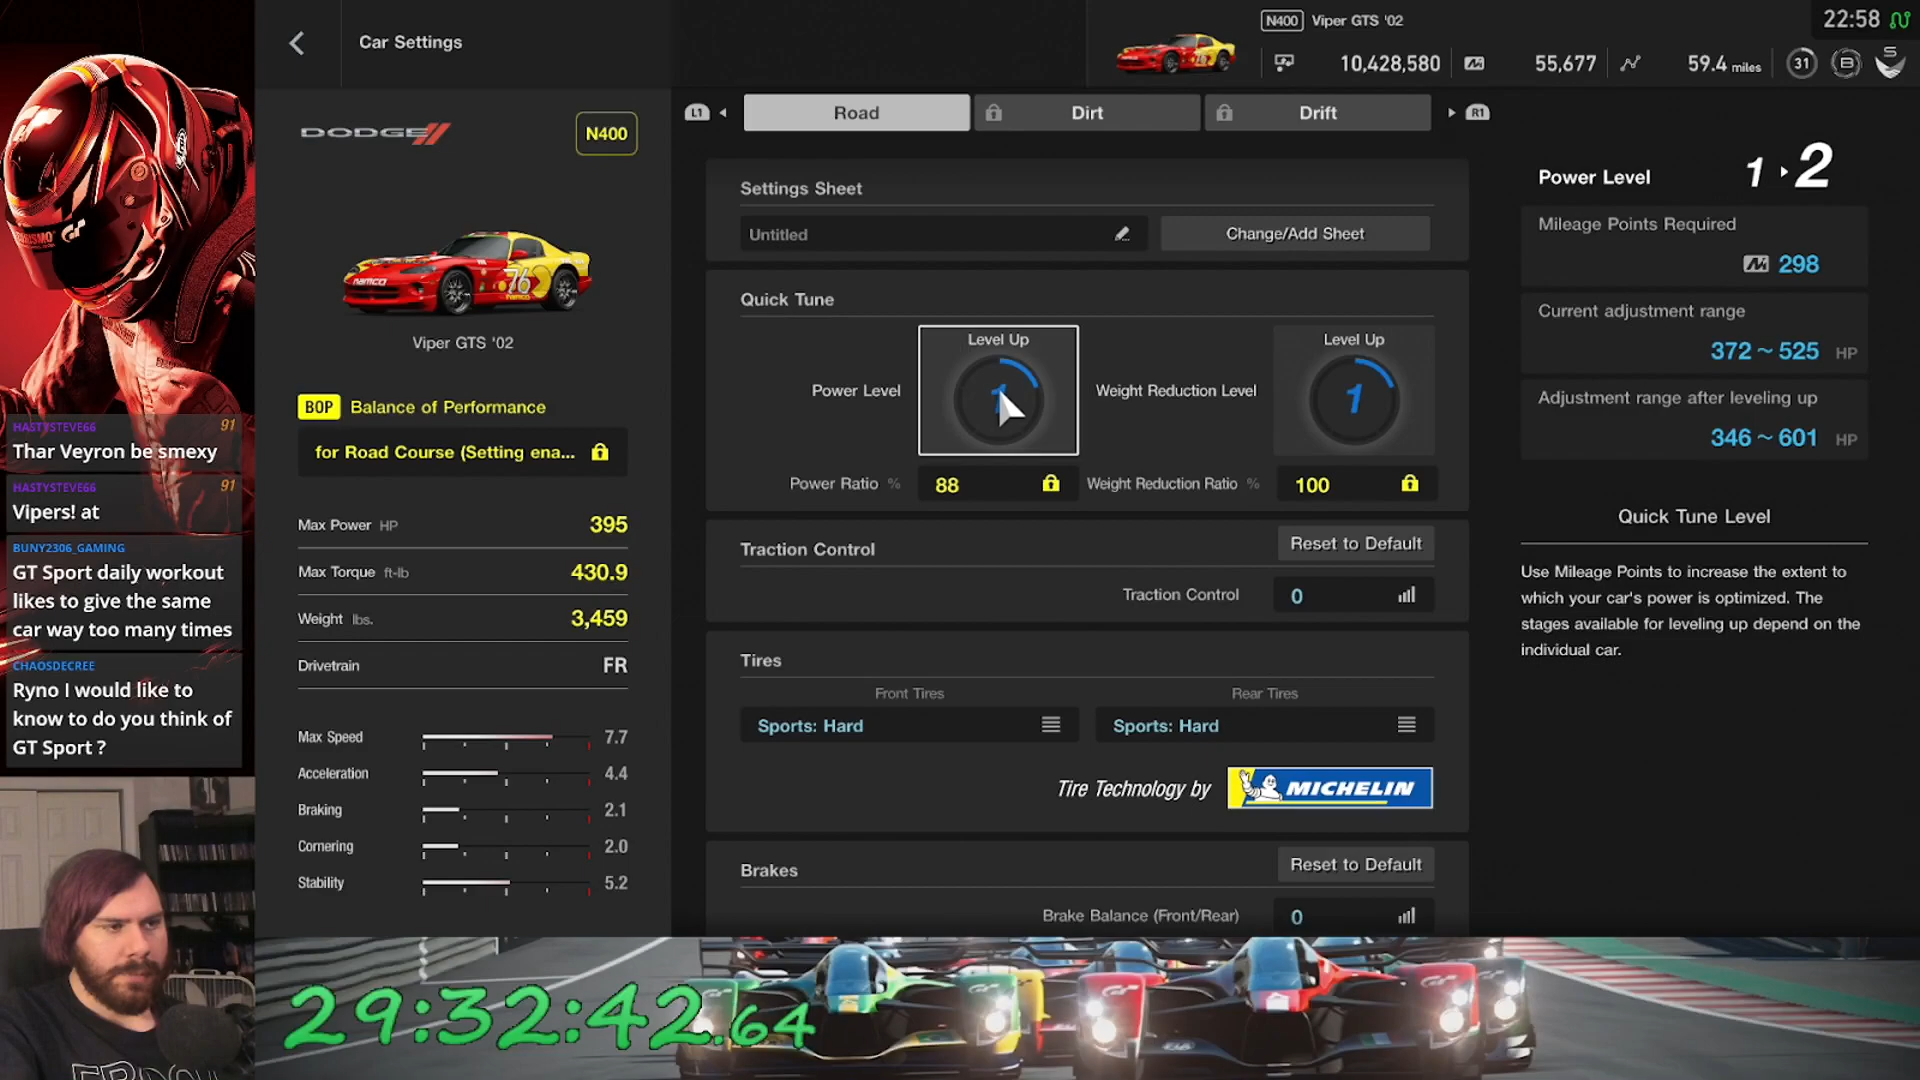 22:58
N400 Viper GTS '02
10,428,580
55,677
59.4 miles
31
B
S
Car Settings
L1
Road
Dirt
Drift
R1
DODGE
N400
NAMCO
76
NAMCO
Viper GTS '02
BOP Balance of Performance
for Road Course (Setting ena...
Max Power HP 395
Max Torque ft-lb 430.9
Weight lbs. 3,459
Drivetrain FR
Max Speed 7.7
Acceleration 4.4
Braking 2.1
Cornering 2.0
Stability 5.2
Settings Sheet
Untitled
Change/Add Sheet
Quick Tune
Power Level
Level Up
1
Weight Reduction Level
Level Up
1
Power Ratio % 88
Weight Reduction Ratio % 100
Traction Control
Reset to Default
Traction Control 0
Tires
Front Tires
Rear Tires
Sports: Hard
Sports: Hard
Tire Technology by
MICHELIN
Brakes
Reset to Default
Brake Balance (Front/Rear) 0
Power Level 1 2
Mileage Points Required
298
Current adjustment range
372 ~ 525 HP
Adjustment range after leveling up
346 ~ 601 HP
Quick Tune Level
Use Mileage Points to increase the extent to
which your car's power is optimized. The
stages available for leveling up depend on the
individual car.
HASTYSTEVE66 91
Thar Veyron be smexy
HASTYSTEVE66 91
Vipers! at
BUNY2306_GAMING
GT Sport daily workout
likes to give the same
car way too many times
CHAOSDECREE
Ryno I would like to
know to do you think of
GT Sport ?
29:32:42.64